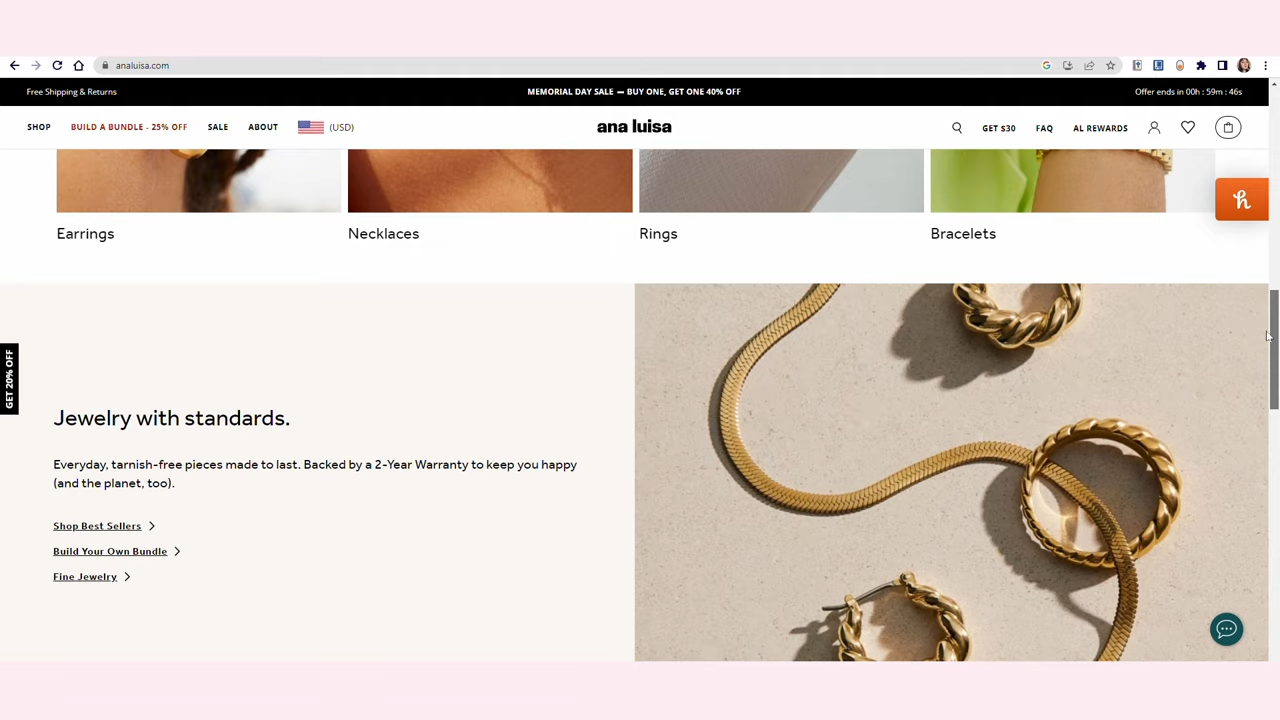 analuisa.com
Free Shipping & Returns
MEMORIAL DAY SALE — BUY ONE, GET ONE 40% OFF
Offer ends in 00h : 59m : 46s
SHOP
BUILD A BUNDLE - 25% OFF
SALE
ABOUT
(USD)
ana luisa
GET $30
FAQ
AL REWARDS
Earrings
Necklaces
Rings
Bracelets
h
GET 20% OFF
Jewelry with standards.
Everyday, tarnish-free pieces made to last. Backed by a 2-Year Warranty to keep you happy
(and the planet, too).
Shop Best Sellers
Build Your Own Bundle
Fine Jewelry